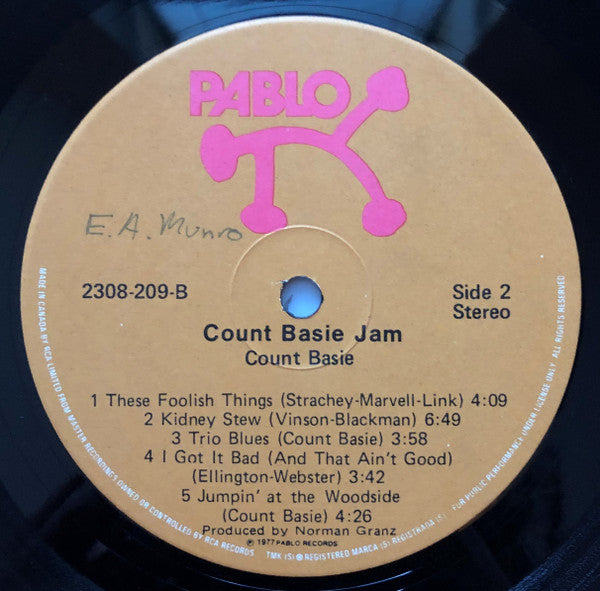 PABLO
E.A. Munro
2308-209-B
Side 2
Stereo
Count Basie Jam
Count Basie
1 These Foolish Things (Strachey-Marvell-Link) 4:09
2 Kidney Stew (Vinson-Blackman) 6:49
3 Trio Blues (Count Basie) 3:58
4 I Got It Bad (And That Ain't Good)
(Ellington-Webster) 3:42
5 Jumpin' at the Woodside
(Count Basie) 4:26
Produced by Norman Granz
℗ 1977 PABLO RECORDS
MADE IN CANADA BY RCA LIMITED FROM MASTER RECORDINGS OWNED OR CONTROLLED BY RCA RECORDS. TMK (S) ® REGISTERED MARCA (S) REGISTRADA (S) - FOR PUBLIC PERFORMANCE UNDER LICENSE ONLY. ALL RIGHTS RESERVED